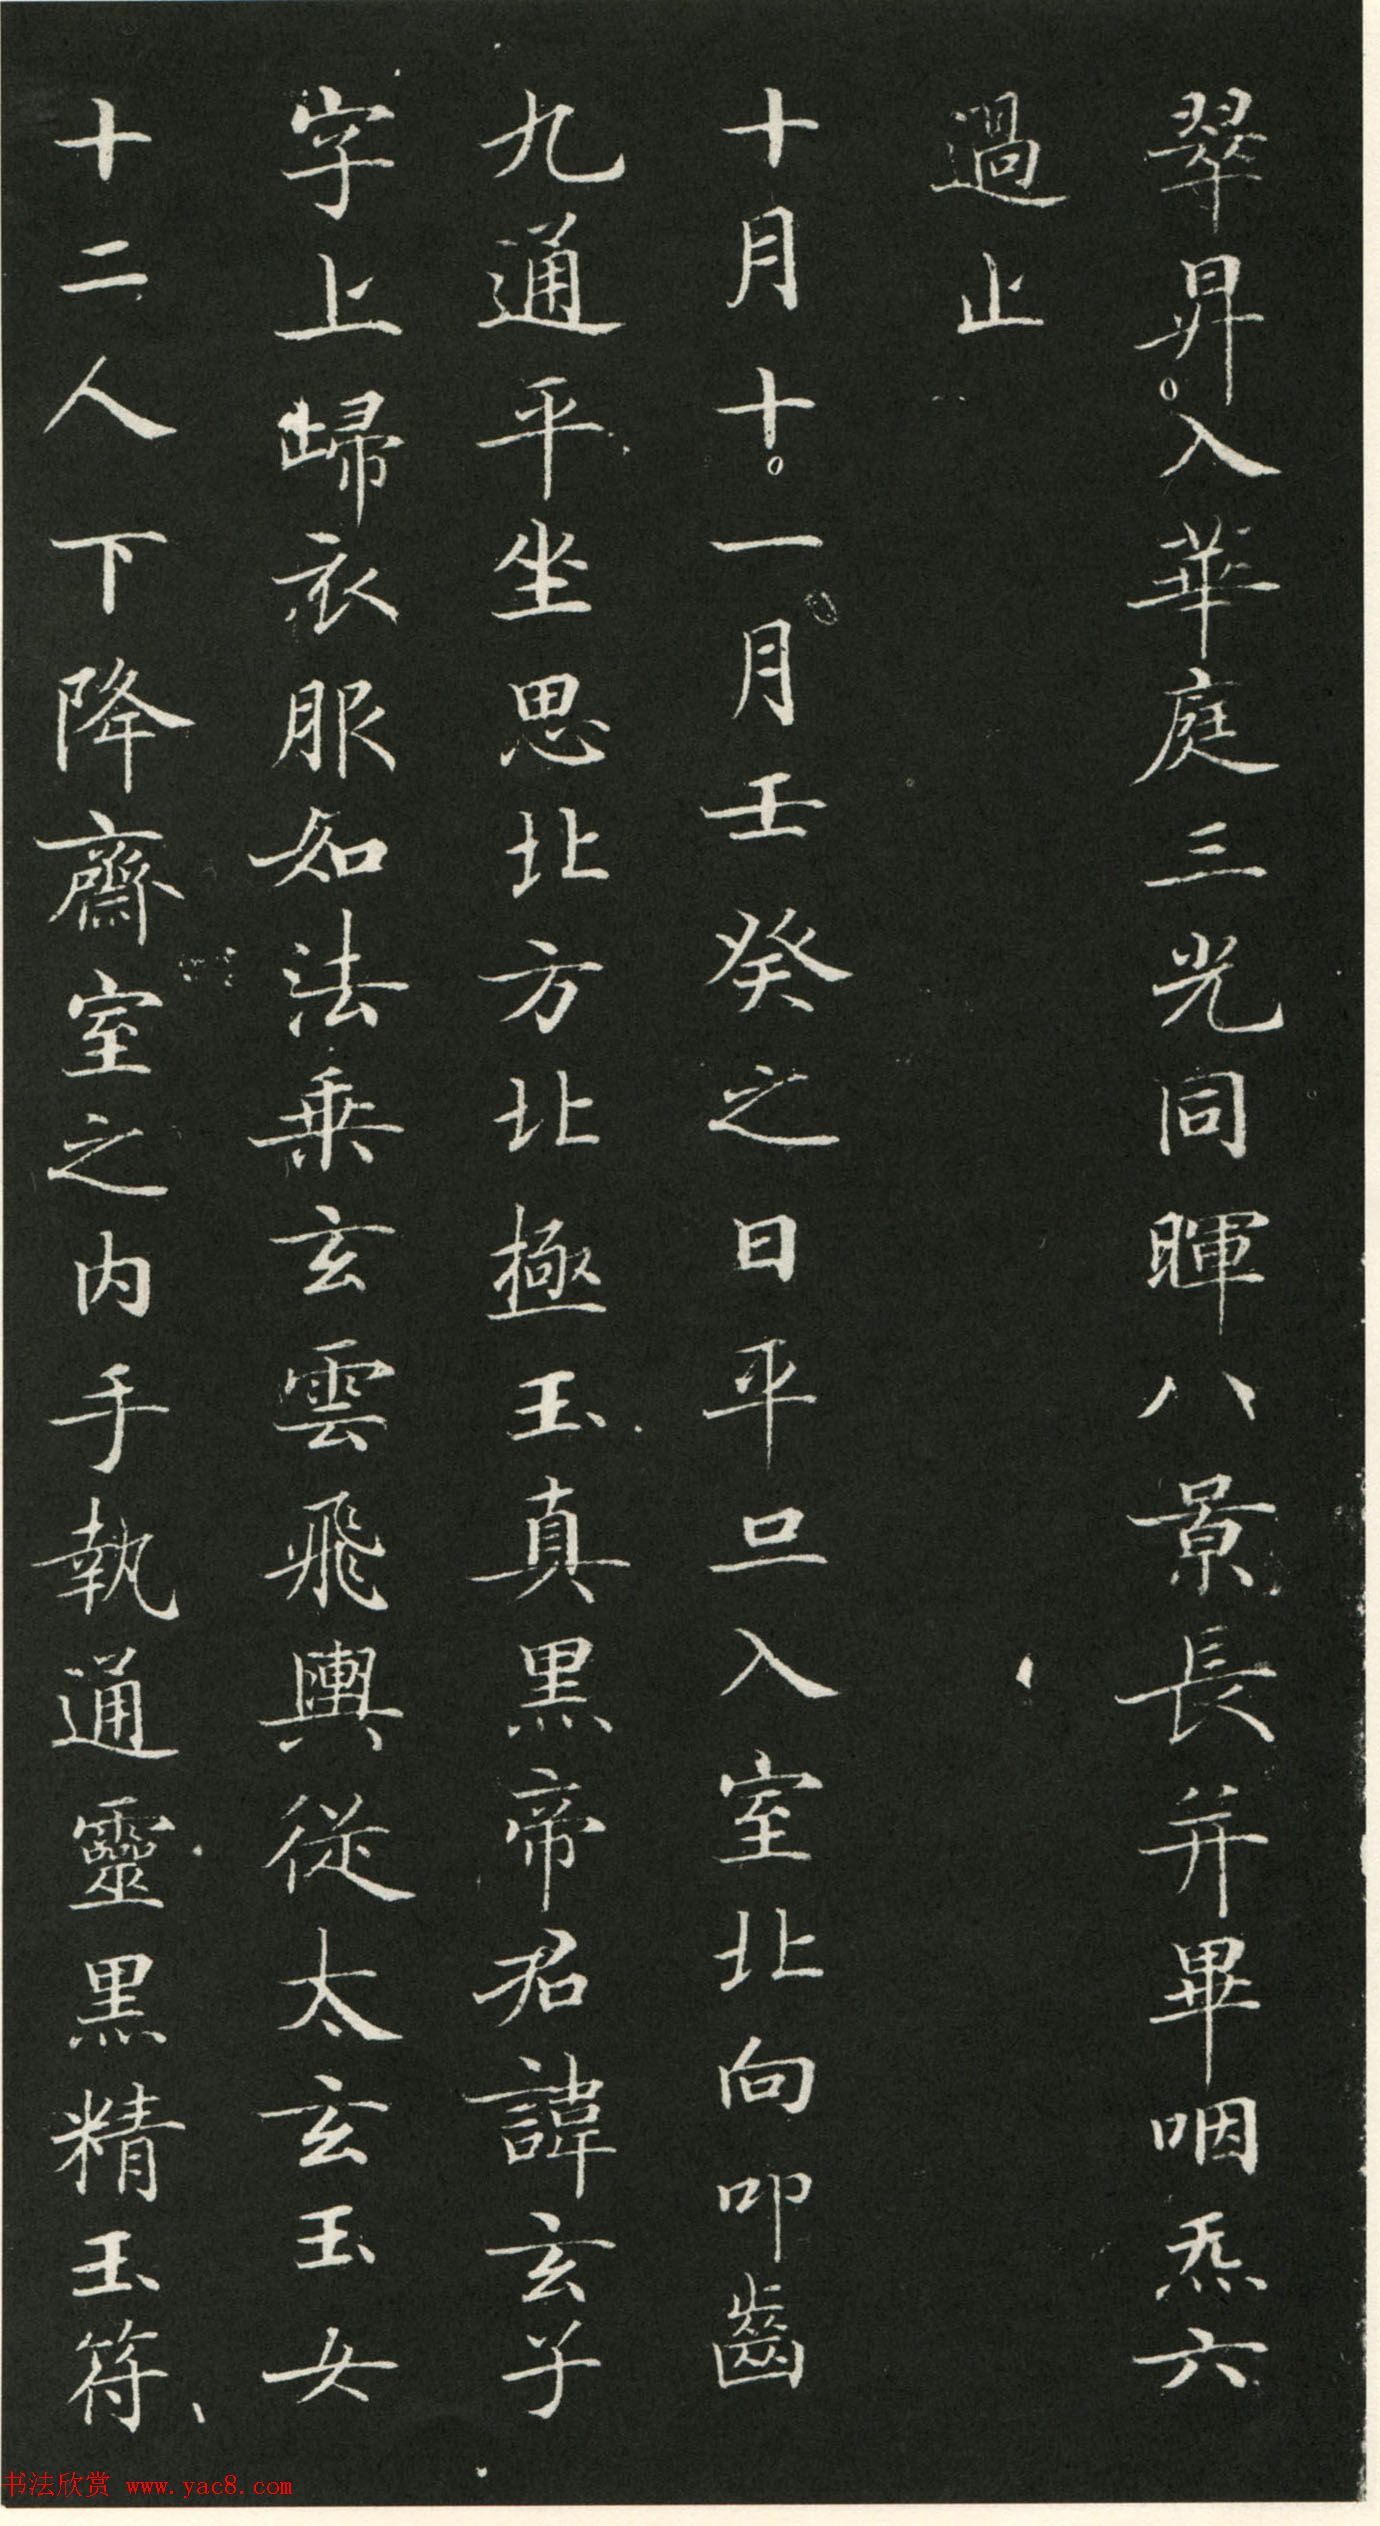 翠昇入華庭三光同暉八景長并畢咽炁六
過止
十月十一月壬癸之日平旦入室北向叩齒
九通平坐思北方北極玉真黑帝君諱玄子
字上歸衣服如法乘玄雲飛輿從太玄玉女
十二人下降齋室之內手執通靈黑精玉符
书法欣赏 www.yac8.com